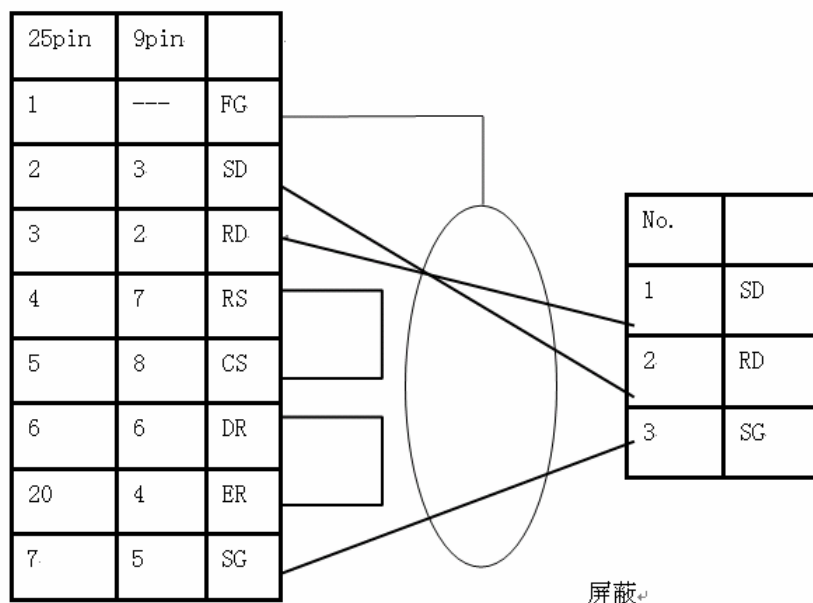 25pin 9pin
1 --- FG
2 3 SD
3 2 RD
4 7 RS
5 8 CS
6 6 DR
20 4 ER
7 5 SG
No.
1 SD
2 RD
3 SG
屏蔽